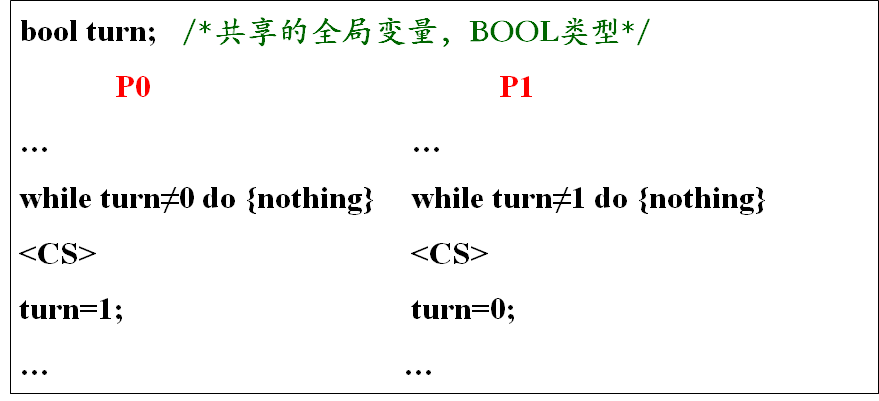 bool turn; /*共享的全局变量，BOOL类型*/
P0 P1
… …
while turn≠0 do {nothing} while turn≠1 do {nothing}
<CS> <CS>
turn=1; turn=0;
… …